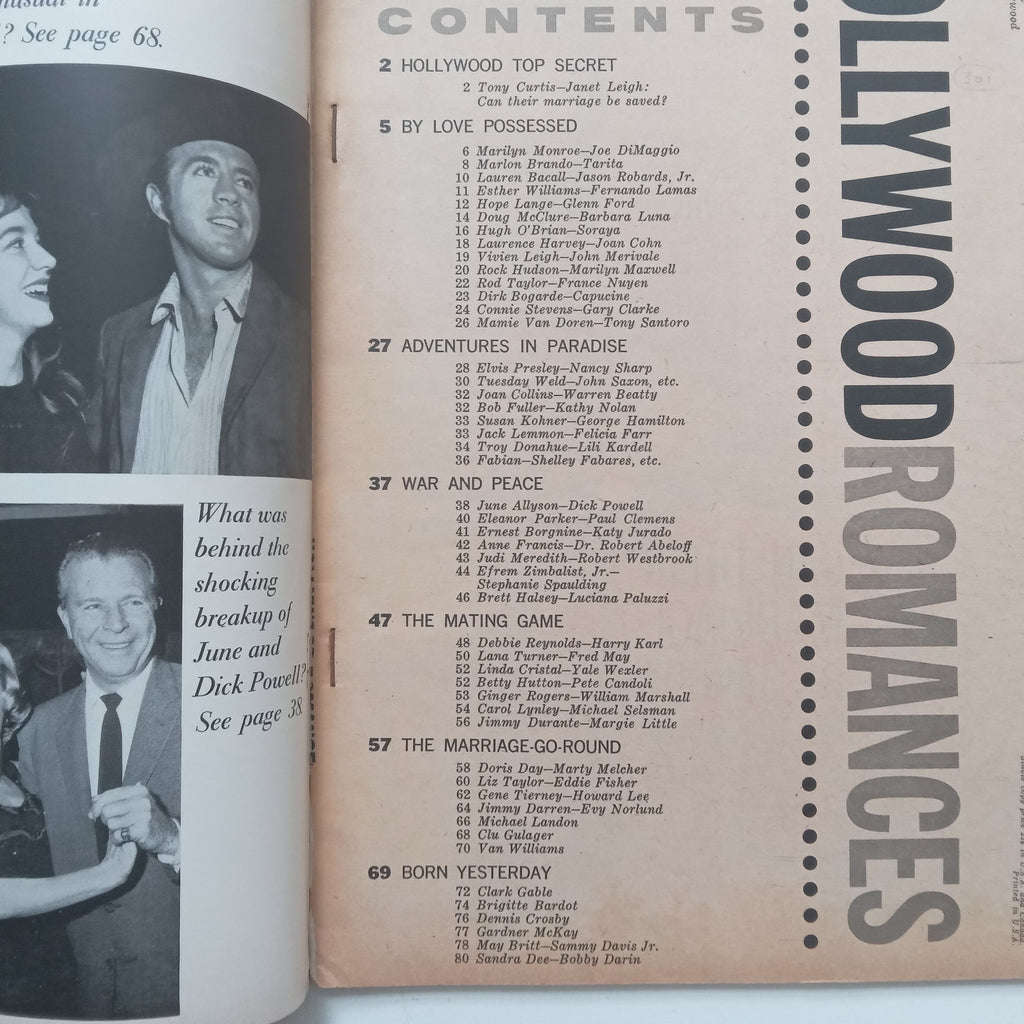 ? See page 68.
What was
behind the
shocking
breakup of
June and
Dick Powell?
See page 38.
CONTENTS
2 HOLLYWOOD TOP SECRET
2 Tony Curtis—Janet Leigh:
Can their marriage be saved?
5 BY LOVE POSSESSED
6 Marilyn Monroe—Joe DiMaggio
8 Marlon Brando—Tarita
10 Lauren Bacall—Jason Robards, Jr.
11 Esther Williams—Fernando Lamas
12 Hope Lange—Glenn Ford
14 Doug McClure—Barbara Luna
16 Hugh O'Brian—Soraya
18 Laurence Harvey—Joan Cohn
19 Vivien Leigh—John Merivale
20 Rock Hudson—Marilyn Maxwell
22 Rod Taylor—France Nuyen
23 Dirk Bogarde—Capucine
24 Connie Stevens—Gary Clarke
26 Mamie Van Doren—Tony Santoro
27 ADVENTURES IN PARADISE
28 Elvis Presley—Nancy Sharp
30 Tuesday Weld—John Saxon, etc.
32 Joan Collins—Warren Beatty
32 Bob Fuller—Kathy Nolan
33 Susan Kohner—George Hamilton
33 Jack Lemmon—Felicia Farr
34 Troy Donahue—Lili Kardell
36 Fabian—Shelley Fabares, etc.
37 WAR AND PEACE
38 June Allyson—Dick Powell
40 Eleanor Parker—Paul Clemens
41 Ernest Borgnine—Katy Jurado
42 Anne Francis—Dr. Robert Abeloff
43 Judi Meredith—Robert Westbrook
44 Efrem Zimbalist, Jr.—
Stephanie Spaulding
46 Brett Halsey—Luciana Paluzzi
47 THE MATING GAME
48 Debbie Reynolds—Harry Karl
50 Lana Turner—Fred May
52 Linda Cristal—Yale Wexler
52 Betty Hutton—Pete Candoli
53 Ginger Rogers—William Marshall
54 Carol Lynley—Michael Selsman
56 Jimmy Durante—Margie Little
57 THE MARRIAGE-GO-ROUND
58 Doris Day—Marty Melcher
60 Liz Taylor—Eddie Fisher
62 Gene Tierney—Howard Lee
64 Jimmy Darren—Evy Norlund
66 Michael Landon
68 Clu Gulager
70 Van Williams
69 BORN YESTERDAY
72 Clark Gable
74 Brigitte Bardot
76 Dennis Crosby
77 Gardner McKay
78 May Britt—Sammy Davis Jr.
80 Sandra Dee—Bobby Darin
OLLYWOOD ROMANCES
Printed in U.S.A.